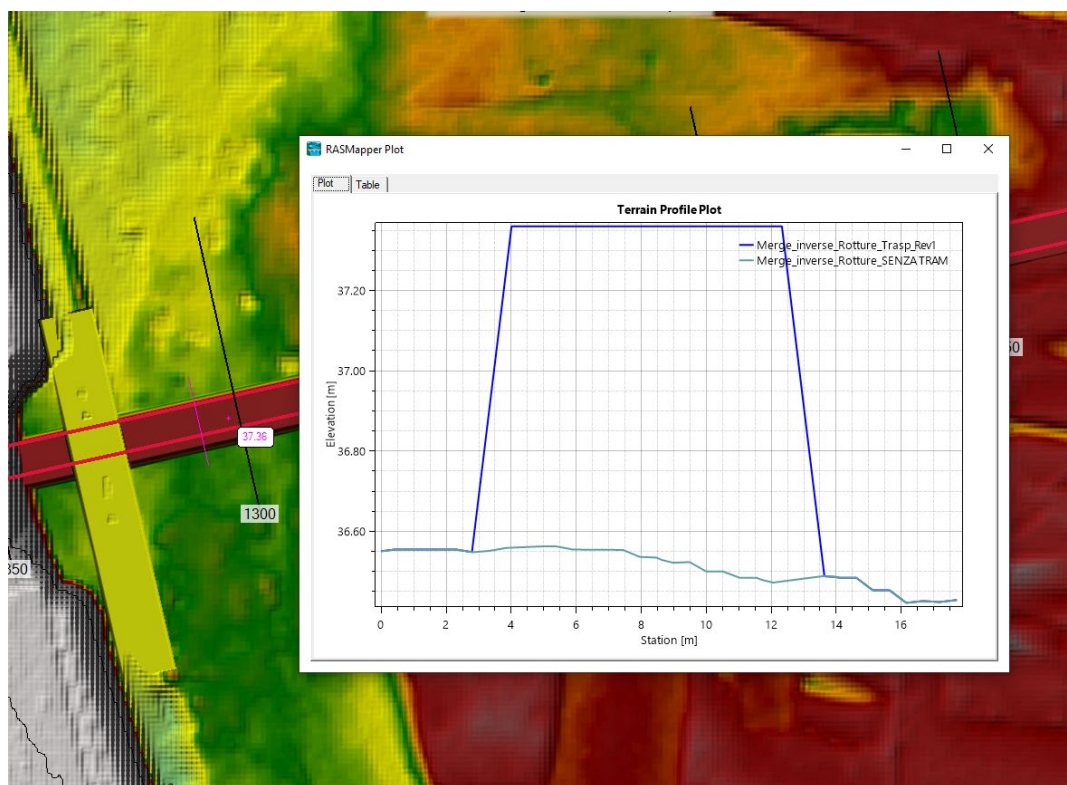 RASMapper Plot
Plot Table
Terrain Profile Plot
Merge_inverse_Rotture_Trasp_Rev1
Merge_inverse_Rotture_SENZATRAM
37.20
37.00
36.80
36.60
Elevation [m]
0 2 4 6 8 10 12 14 16
Station [m]
50
37.36
1300
350